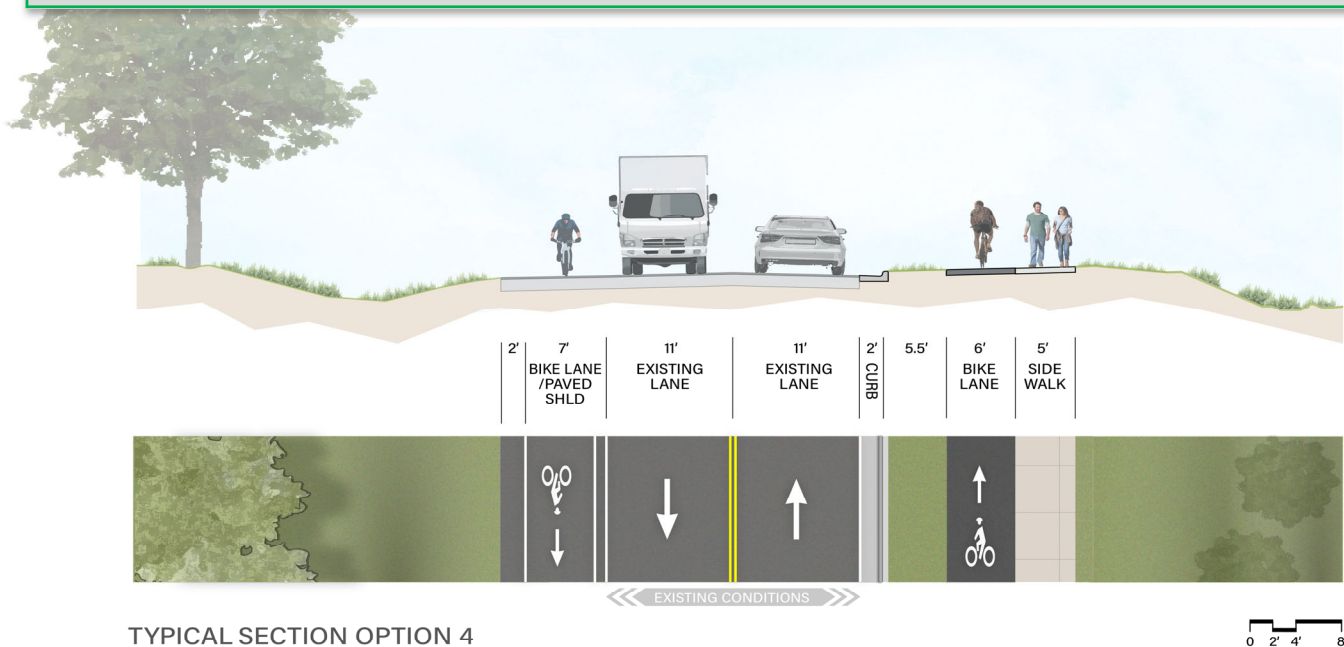 2'
7'
BIKE LANE
/PAVED
SHLD
11'
EXISTING
LANE
11'
EXISTING
LANE
2'
CURB
5.5'
6'
BIKE
LANE
5'
SIDE
WALK
EXISTING CONDITIONS
TYPICAL SECTION OPTION 4
0 2' 4' 8